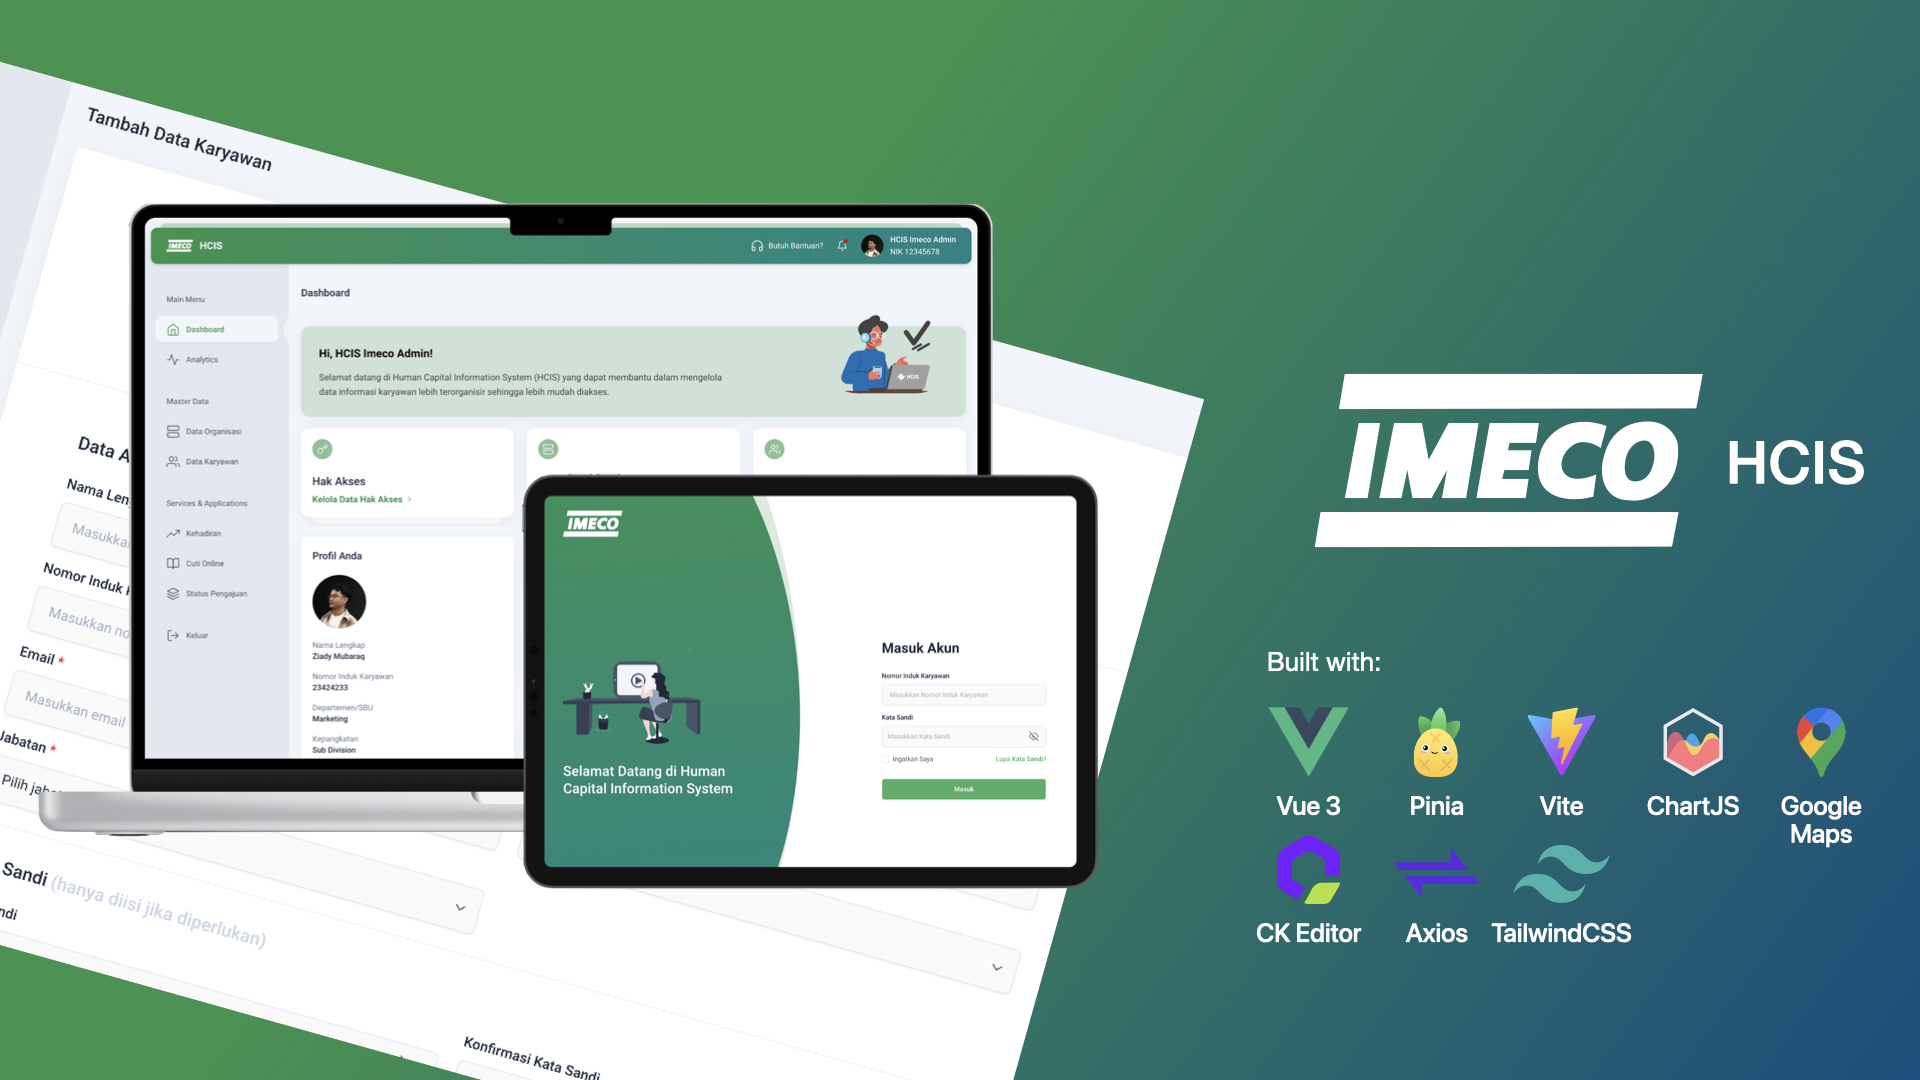 Tambah Data Karyawan
Nama
Masukkan
Nomor Induk
Masukkan
Email *
Masukkan email
Jabatan *
Pilih
Sandi (hanya diisi jika diperlukan)
Konfirmasi Kata Sandi
IMECO HCIS
Butuh Bantuan?
HCIS Imeco Admin
NIK 12345678
Main Menu
Dashboard
Analytics
Master Data
Data Organisasi
Data Karyawan
Services & Applications
Kehadiran
Cuti Online
Status Pengajuan
Keluar
Dashboard
Hi, HCIS Imeco Admin!
Selamat datang di Human Capital Information System (HCIS) yang dapat membantu dalam mengelola
data informasi karyawan lebih terorganisir sehingga lebih mudah diakses.
HCIS
Hak Akses
Kelola Data Hak Akses >
Profil Anda
Nama Lengkap
Ziady Mubaraq
Nomor Induk Karyawan
23424233
Departemen/SBU
Marketing
Kepangkatan
Sub Division
IMECO
Selamat Datang di Human
Capital Information System
Masuk Akun
Nomor Induk Karyawan
Masukkan Nomor Induk Karyawan
Kata Sandi
Masukkan Kata Sandi
Ingatkan Saya
Lupa Kata Sandi?
Masuk
IMECO HCIS
Built with:
Vue 3
Pinia
Vite
ChartJS
Google
Maps
CK Editor
Axios
TailwindCSS